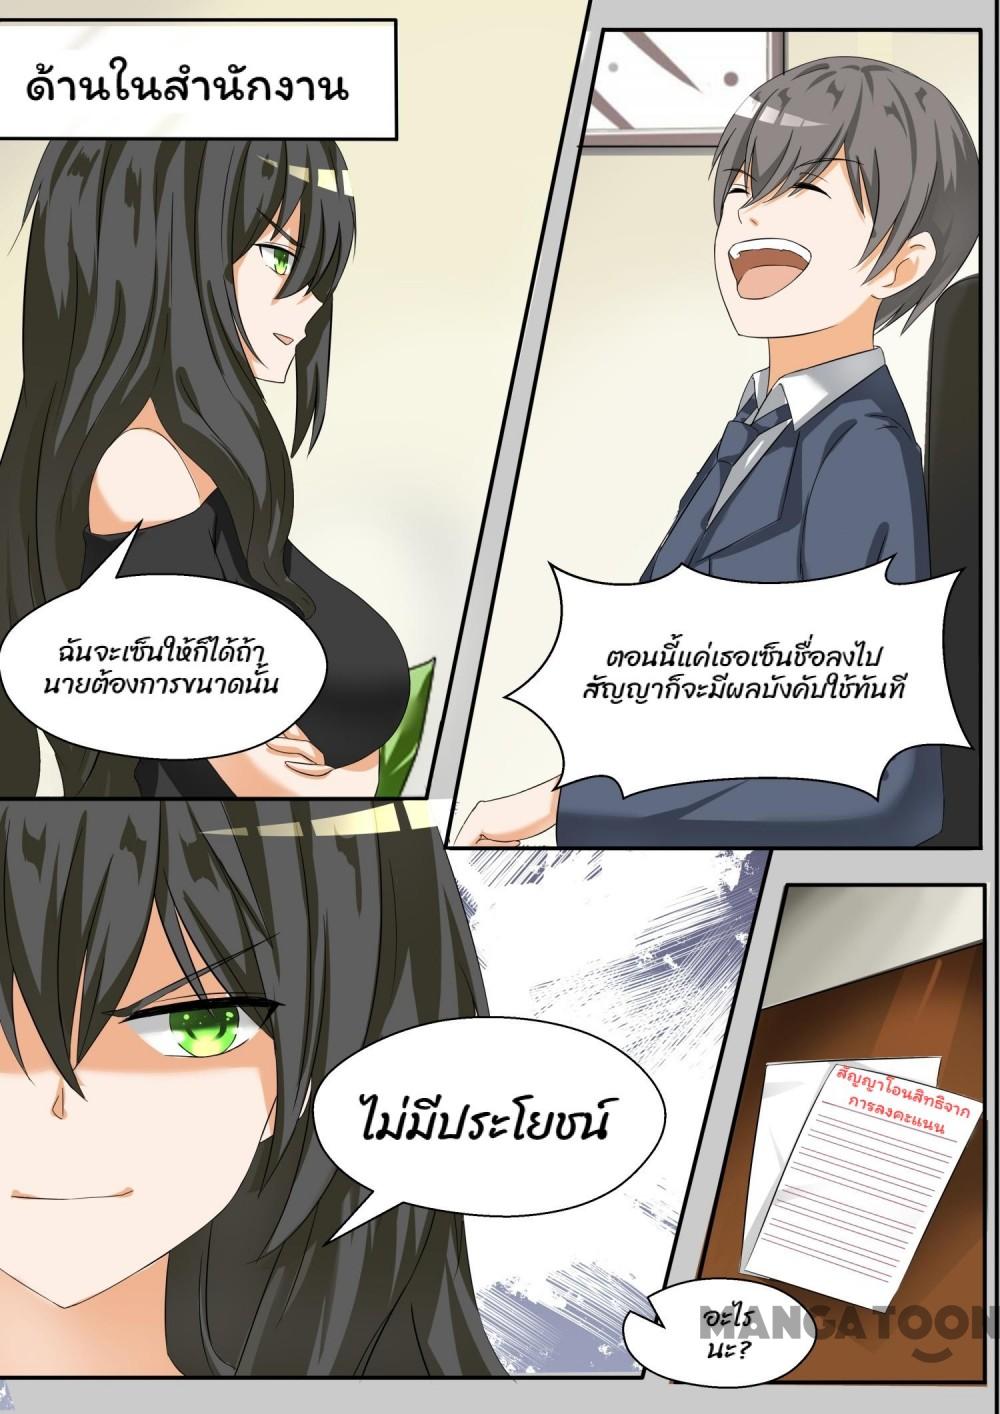 ด้านในสำนักงาน
ฉันจะเซ็นให้ก็ได้ถ้า
นายต้องการขนาดนั้น
ตอนนี้แค่เธอเซ็นชื่อลงไป
สัญญาก็จะมีผลบังคับใช้ทันที
ไม่มีประโยชน์
สัญญาโอนสิทธิจาก
การลงคะแนน
อะไร
นะ?
MANGATOON